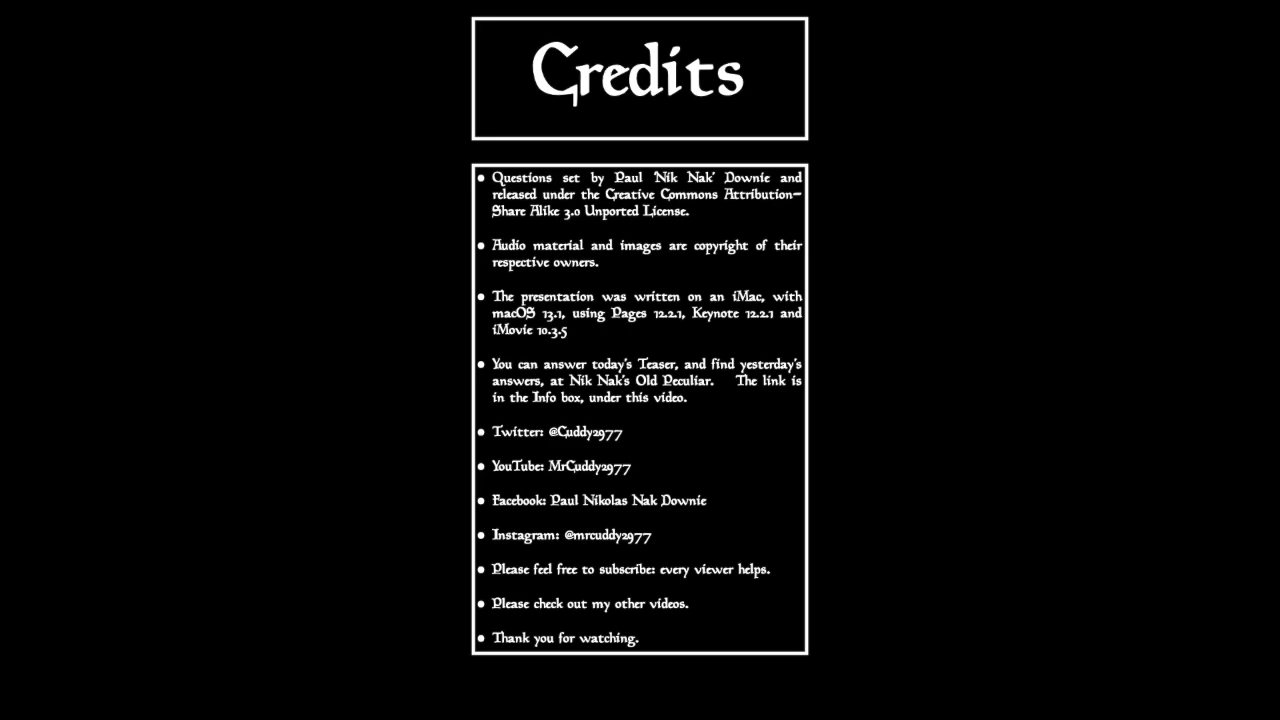 Credits
• Questions set by Paul 'Nik Nak' Downie and
released under the Creative Commons Attribution-
Share Alike 3.0 Unported License.
• Audio material and images are copyright of their
respective owners.
• The presentation was written on an iMac, with
macOS 13.1, using Pages 12.2.1, Keynote 12.2.1 and
iMovie 10.3.5
• You can answer today's Teaser, and find yesterday's
answers, at Nik Nak's Old Peculiar. The link is
in the Info box, under this video.
• Twitter: @Cuddy2977
• YouTube: MrCuddy2977
• Facebook: Paul Nikolas Nak Downie
• Instagram: @mrcuddy2977
• Please feel free to subscribe: every viewer helps.
• Please check out my other videos.
• Thank you for watching.